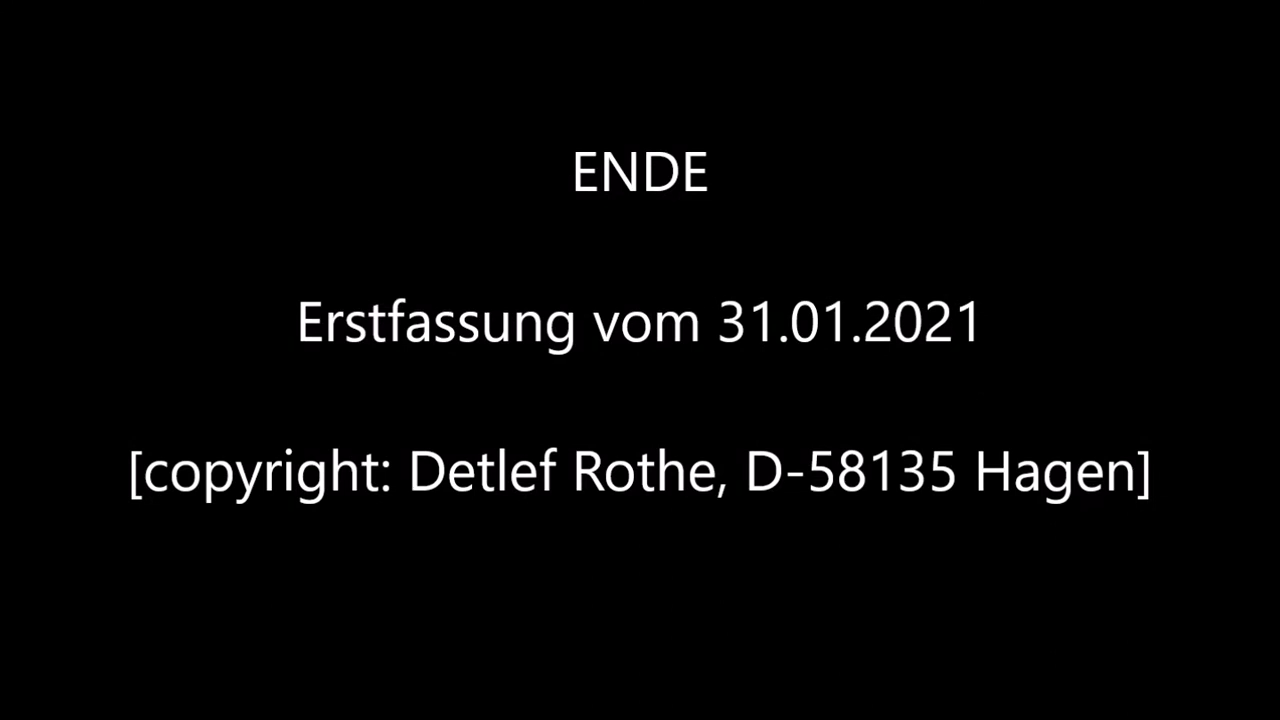 ENDE
Erstfassung vom 31.01.2021
[copyright: Detlef Rothe, D-58135 Hagen]